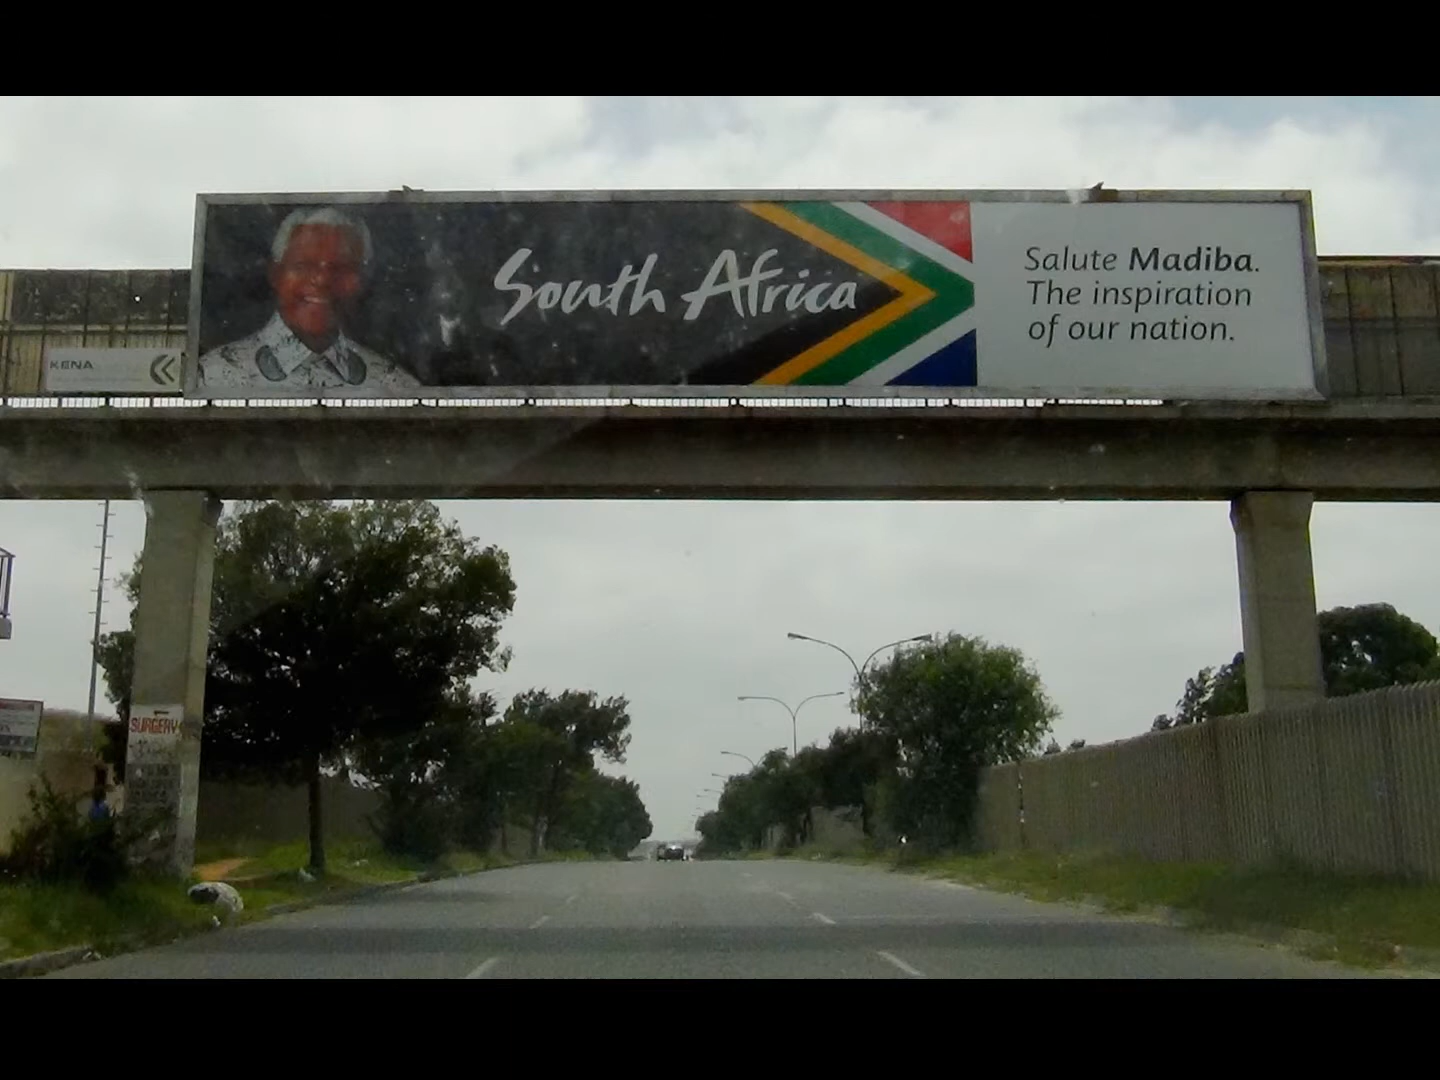 South Africa
Salute Madiba.
The inspiration
of our nation.
KENA
SURGERY